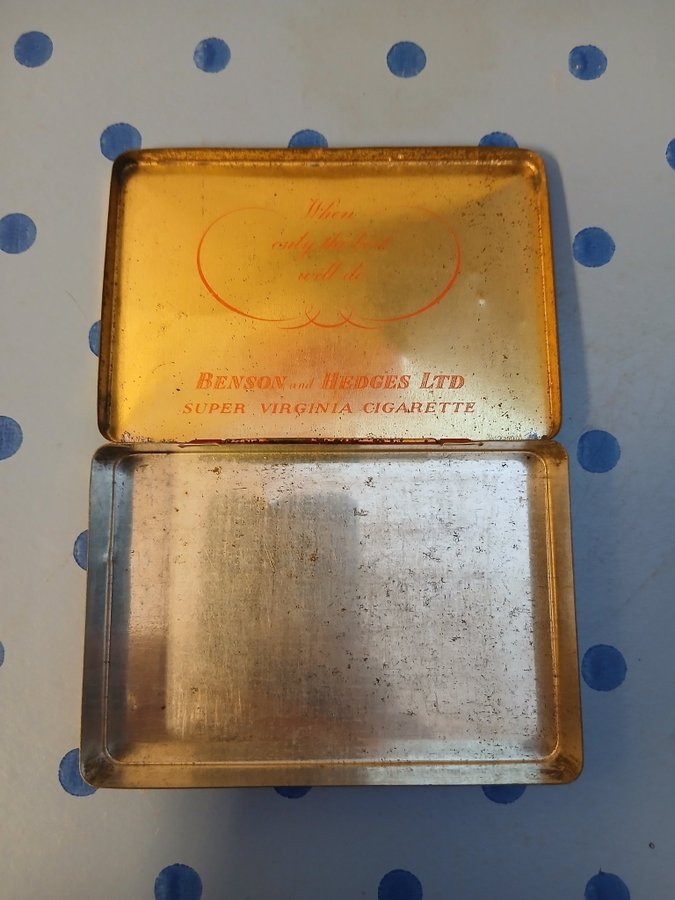 When
only the best
will do
BENSON and HEDGES LTD
SUPER VIRGINIA CIGARETTE